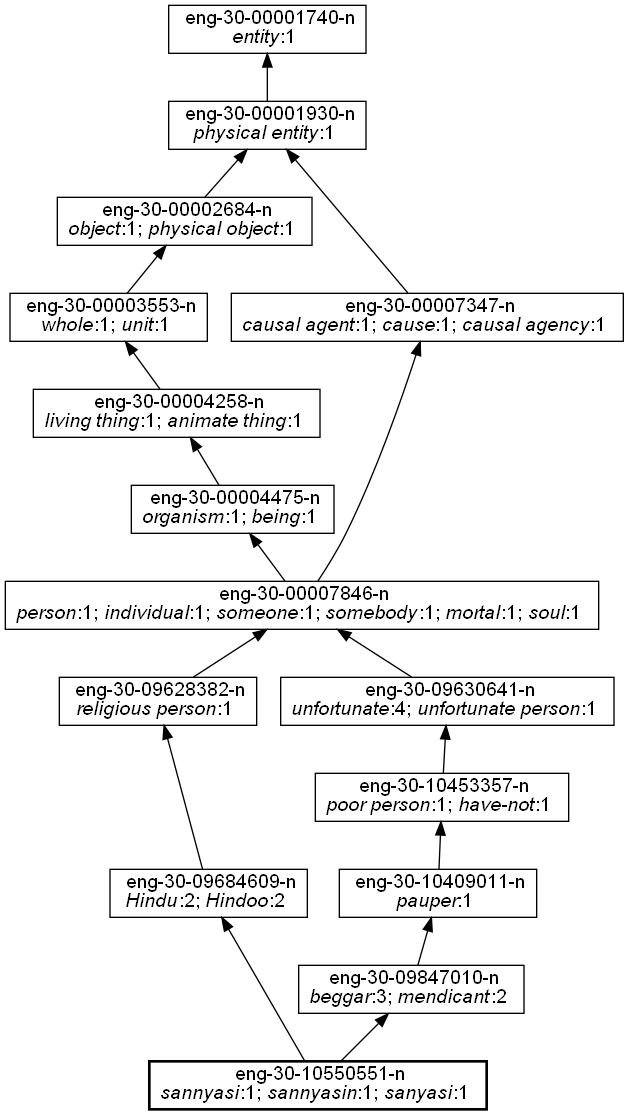 eng-30-00001740-n
entity:1
eng-30-00001930-n
physical entity:1
eng-30-00002684-n
object:1; physical object:1
eng-30-00003553-n
whole:1; unit:1
eng-30-00007347-n
causal agent:1; cause:1; causal agency:1
eng-30-00004258-n
living thing:1; animate thing:1
eng-30-00004475-n
organism:1; being:1
eng-30-00007846-n
person:1; individual:1; someone:1; somebody:1; mortal:1; soul:1
eng-30-09628382-n
religious person:1
eng-30-09630641-n
unfortunate:4; unfortunate person:1
eng-30-10453357-n
poor person:1; have-not:1
eng-30-09684609-n
Hindu:2; Hindoo:2
eng-30-10409011-n
pauper:1
eng-30-09847010-n
beggar:3; mendicant:2
eng-30-10550551-n
sannyasi:1; sannyasin:1; sanyasi:1